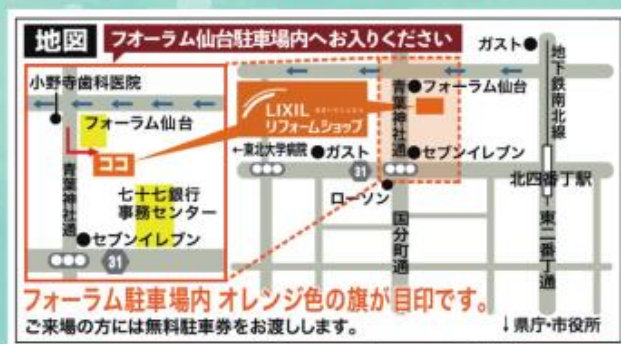 地図
フォーラム仙台駐車場内へお入りください
小野寺歯科医院
フォーラム仙台
ココ
青葉神社通
七十七銀行
事務センター
セブンイレブン
31
LIXIL
リフォームショップ
ガスト
地下鉄南北線
青葉神社通
フォーラム仙台
←東北大学病院
ガスト
セブンイレブン
31
ローソン
北四番丁駅
国分町通
東二番丁通
フォーラム駐車場内 オレンジ色の旗が目印です。
ご来場の方には無料駐車券をお渡しします。
↓県庁・市役所